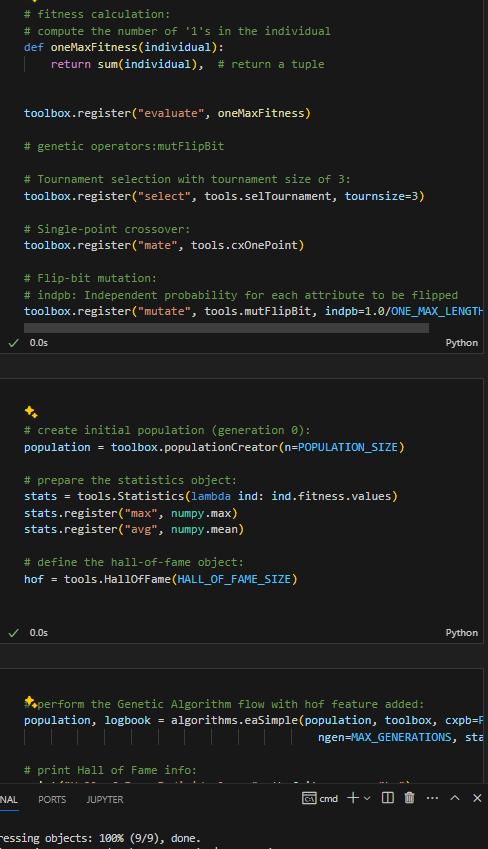 # fitness calculation:
# compute the number of '1's in the individual
def oneMaxFitness(individual):
    return sum(individual),  # return a tuple
toolbox.register("evaluate", oneMaxFitness)
# genetic operators:mutFlipBit
# Tournament selection with tournament size of 3:
toolbox.register("select", tools.selTournament, tournsize=3)
# Single-point crossover:
toolbox.register("mate", tools.cxOnePoint)
# Flip-bit mutation:
# indpb: Independent probability for each attribute to be flipped
toolbox.register("mutate", tools.mutFlipBit, indpb=1.0/ONE_MAX_LENGTH
0.0s Python
# create initial population (generation 0):
population = toolbox.populationCreator(n=POPULATION_SIZE)
# prepare the statistics object:
stats = tools.Statistics(lambda ind: ind.fitness.values)
stats.register("max", numpy.max)
stats.register("avg", numpy.mean)
# define the hall-of-fame object:
hof = tools.HallOfFame(HALL_OF_FAME_SIZE)
0.0s Python
# perform the Genetic Algorithm flow with hof feature added:
population, logbook = algorithms.eaSimple(population, toolbox, cxpb=P
ngen=MAX_GENERATIONS, sta
# print Hall of Fame info:
NAL PORTS JUPYTER cmd
ressing objects: 100% (9/9), done.